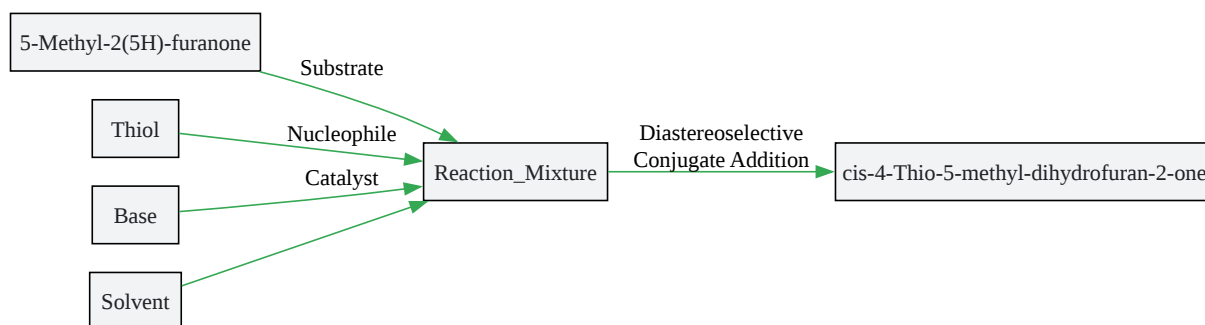 5-Methyl-2(5H)-furanone
Substrate
Thiol
Nucleophile
Catalyst
Base
Solvent
Reaction_Mixture
Diastereoselective
Conjugate Addition
cis-4-Thio-5-methyl-dihydrofuran-2-one